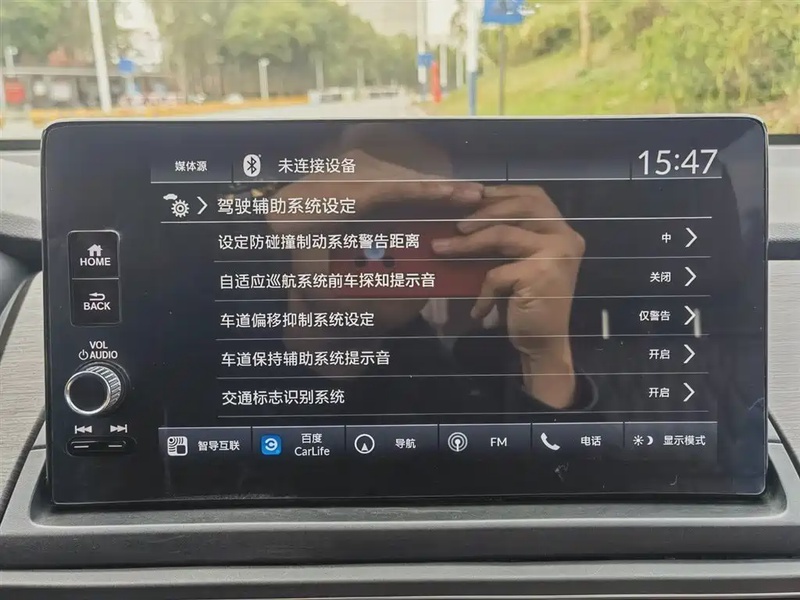 媒体源 未连接设备 15:47
驾驶辅助系统设定
设定防碰撞制动系统警告距离 中
自适应巡航系统前车探知提示音 关闭
车道偏移抑制系统设定 仅警告
车道保持辅助系统提示音 开启
交通标志识别系统 开启
HOME
BACK
VOL
AUDIO
智导互联 百度 CarLife 导航 FM 电话 显示模式